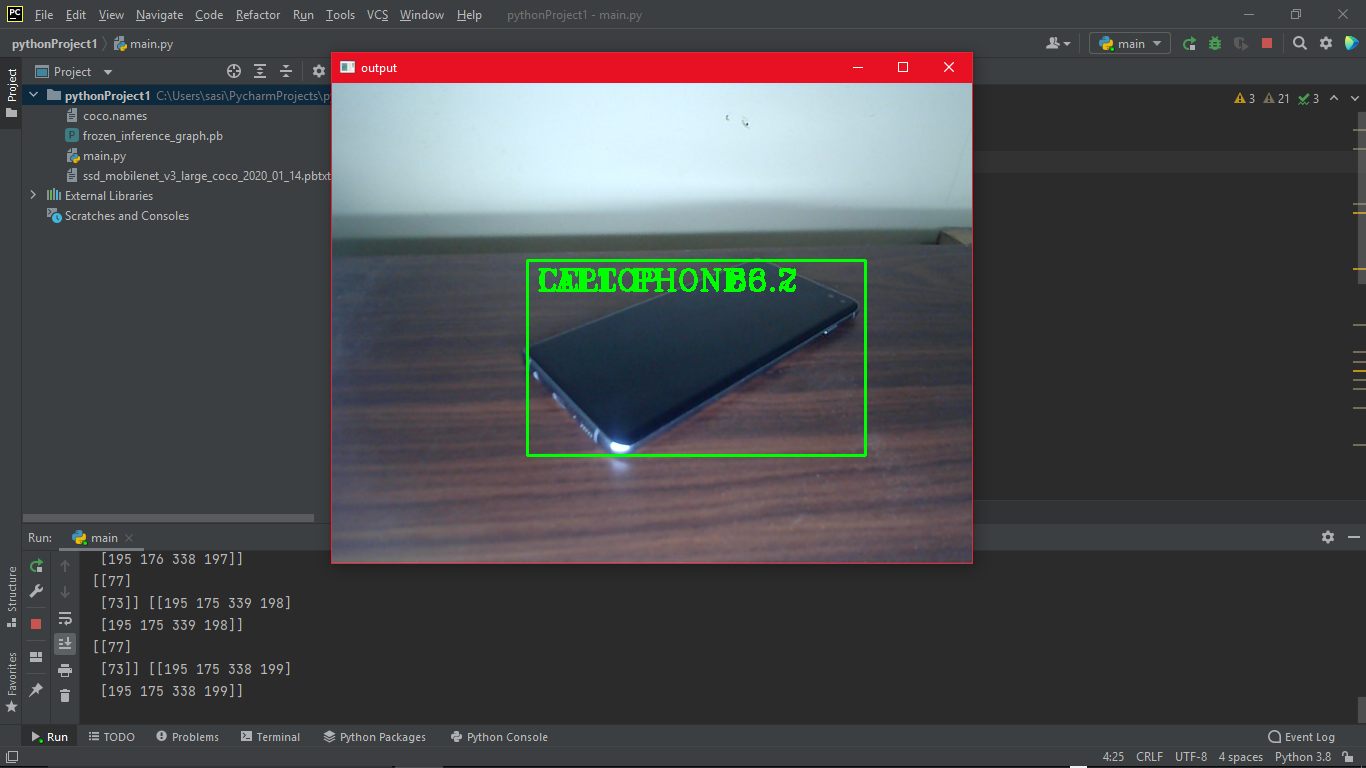 PC File Edit View Navigate Code Refactor Run Tools VCS Window Help pythonProject1 - main.py
pythonProject1 main.py
main
Project
Project
output
pythonProject1 C:\Users\sasi\PycharmProjects\p
3 21 3
coco.names
frozen_inference_graph.pb
main.py
ssd_mobilenet_v3_large_coco_2020_01_14.pbtxt
External Libraries
Scratches and Consoles
Run: main
[195 176 338 197]]
[[77]
[73]] [[195 175 339 198]
[195 175 339 198]]
[[77]
[73]] [[195 175 338 199]
[195 175 338 199]]
Structure
Favorites
Run TODO Problems Terminal Python Packages Python Console Event Log
4:25 CRLF UTF-8 4 spaces Python 3.8